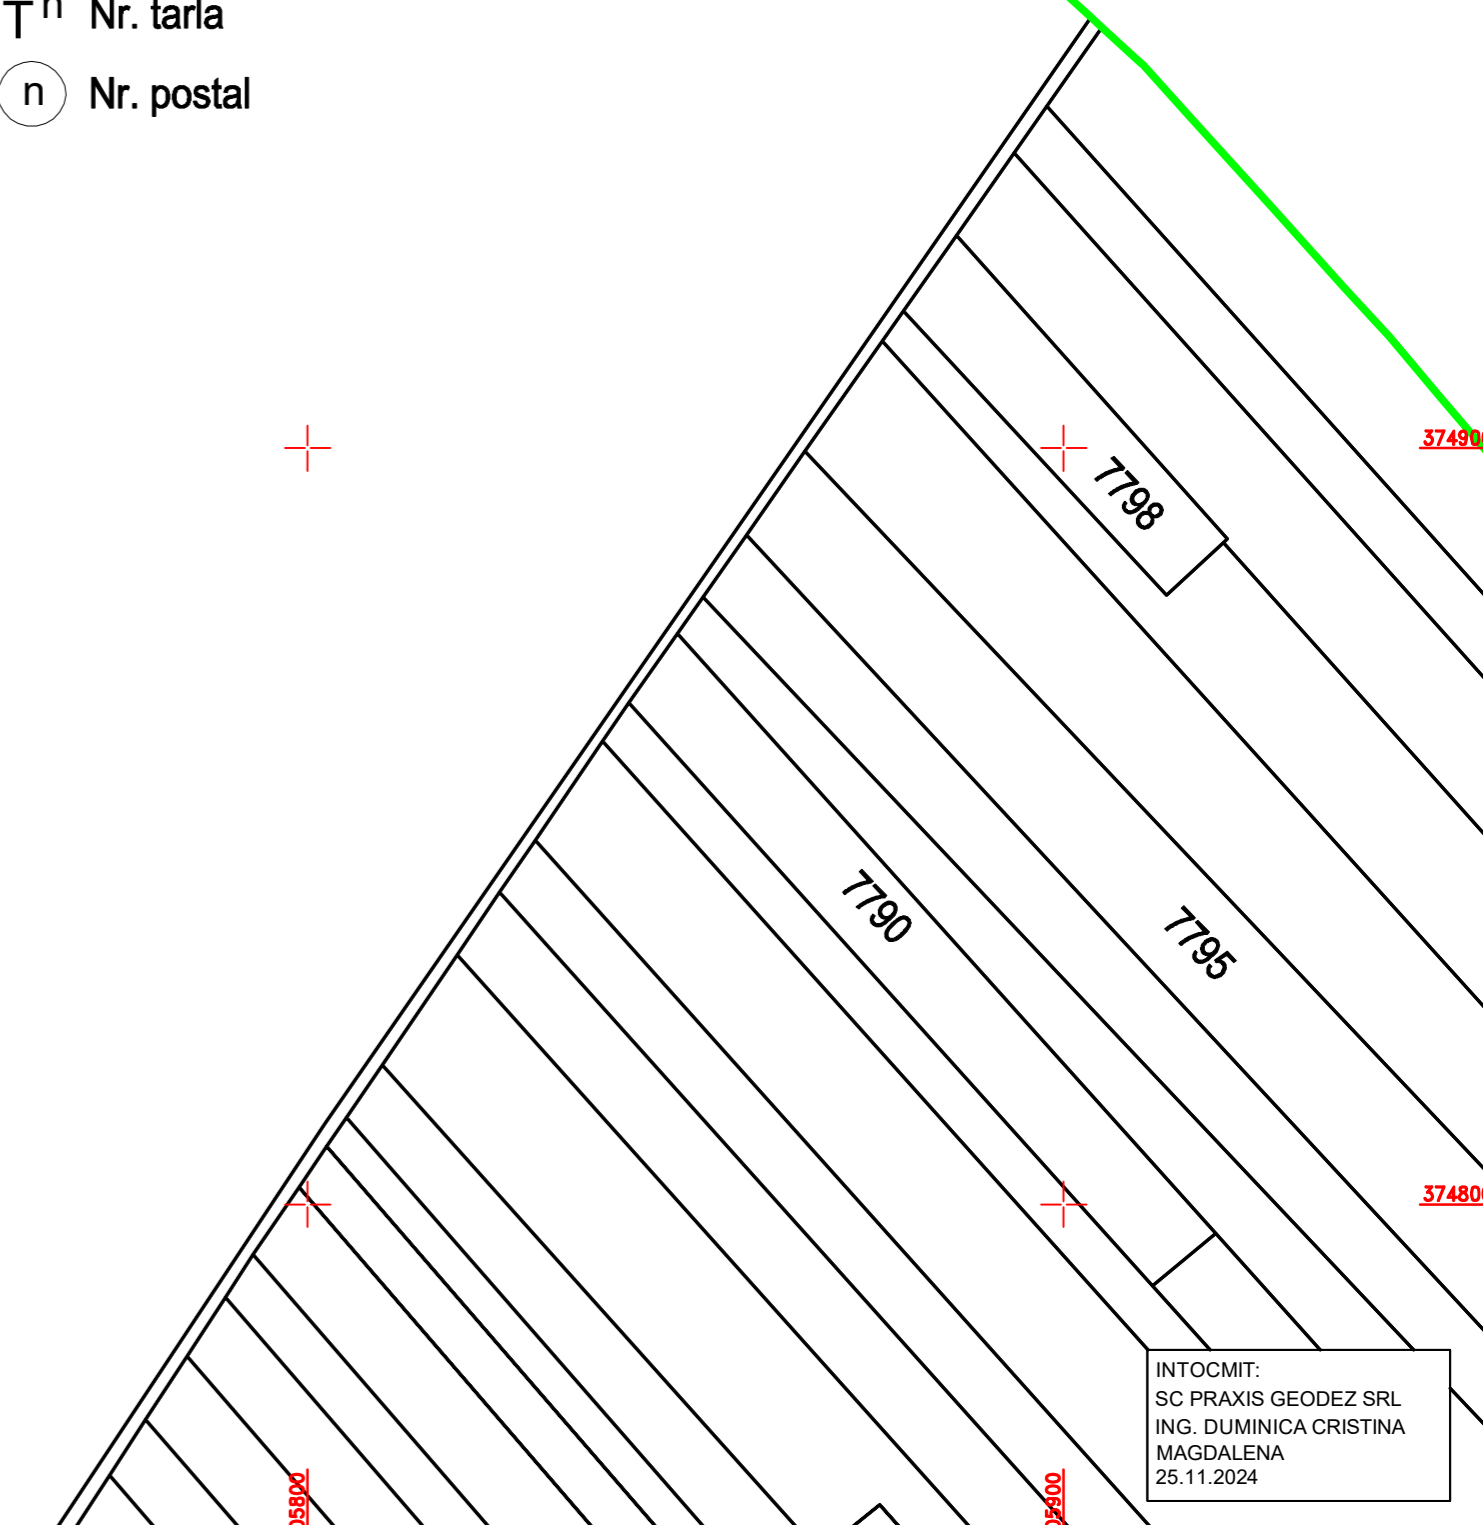 T n Nr. tarla
n Nr. postal
7798
7790
7795
INTOCMIT:
SC PRAXIS GEODEZ SRL
ING. DUMINICA CRISTINA
MAGDALENA
25.11.2024